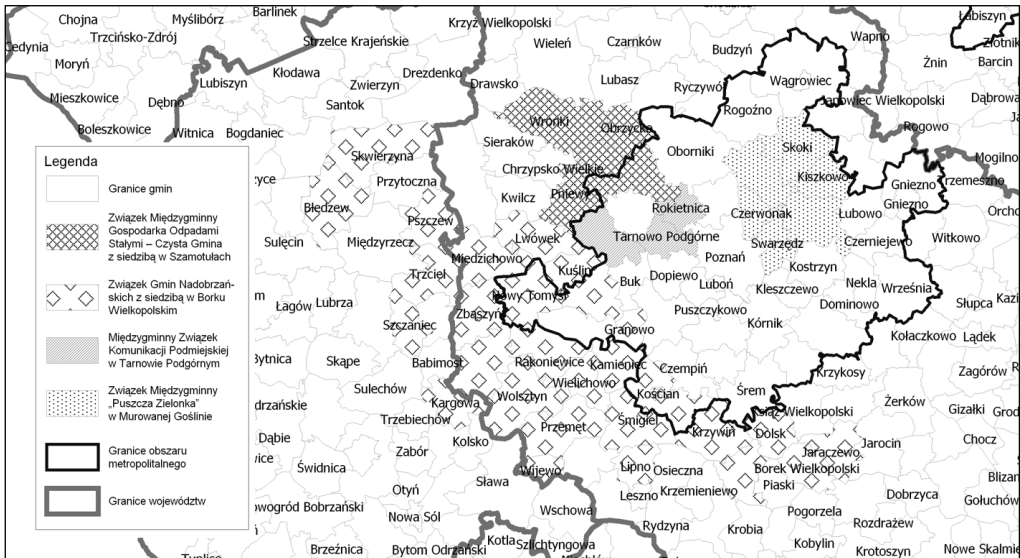 Chojna
Myślibórz
Barlinek
Krzyż Wielkopolski
Łabiszyn
Cedynia
Trzcińsko-Zdrój
Strzelce Krajeńskie
Wieleń
Czarnków
Budzyń
Wapno
Moryń
Kłodawa
Drezdenko
Drawsko
Lubasz
Ryczywół
Wągrowiec
Żnin
Barcin
Mieszkowice
Dębno
Lubiszyn
Zwierzyn
Santok
Wronki
Obrzycko
Rogoźno
Janowiec Wielkopolski
Dąbrowa
Boleszkowice
Witnica
Bogdaniec
Sieraków
Oborniki
Skoki
Rogowo
Legenda
Granice gmin
Związek Międzygminny
Gospodarka Odpadami
Stałymi – Czysta Gmina
z siedzibą w Szamotułach
Związek Gmin Nadobrzań-
skich z siedzibą w Borku
Wielkopolskim
Międzygminny Związek
Komunikacji Podmiejskiej
w Tarnowie Podgórnym
Związek Międzygminny
„Puszcza Zielonka”
w Murowanej Goślinie
Granice obszaru
metropolitalnego
Granice województw
Skwierzyna
Przytoczna
Chrzypsko Wielkie
Kiszkowo
Mogilno
Gniezno
Trzemeszno
Bledzew
Pszczew
Kwilcz
Pniewy
Rokietnica
Czerwonak
Łubowo
Gniezno
Sulęcin
Międzyrzecz
Lwówek
Tarnowo Podgórne
Swarzędz
Czerniejewo
Witkowo
Trzciel
Miedzichowo
Kuślin
Buk
Dopiewo
Poznań
Luboń
Kostrzyn
Kleszczewo
Nekla
Września
Łagów
Lubrza
Nowy Tomyśl
Zbąszyń
Puszczykowo
Dominowo
Słupca
Szczaniec
Granowo
Kórnik
Kołaczkowo
Lądek
Bytnica
Skąpe
Babimost
Rakoniewice
Kamieniec
Czempiń
Krzykosy
Zagórów
Sulechów
Wielichowo
Kargowa
Wolsztyn
Kościan
Śrem
Żerków
Gizałki
Trzebiechów
Przemęt
Śmigiel
Książ Wielkopolski
Dąbie
Kolsko
Krzywiń
Dolsk
Jarocin
Chocz
Świdnica
Zabór
Wijewo
Lipno
Osieczna
Jaraczewo
Borek Wielkopolski
Otyń
Sława
Leszno
Krzemieniewo
Piaski
Dobrzyca
Nowogród Bobrzański
Nowa Sól
Wschowa
Rydzyna
Krobia
Pogorzela
Rozdrażew
Brzeźnica
Bytom Odrzański
Kotla
Szlichtyngowa
Kobylin
Krotoszyn